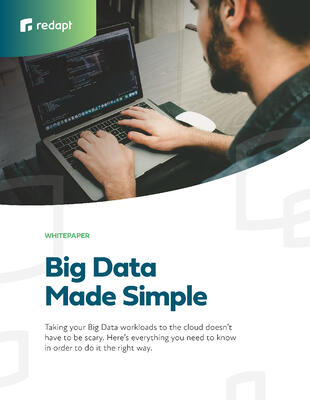 redapt
WHITEPAPER
Big Data
Made Simple
Taking your Big Data workloads to the cloud doesn't
have to be scary. Here's everything you need to know
in order to do it the right way.